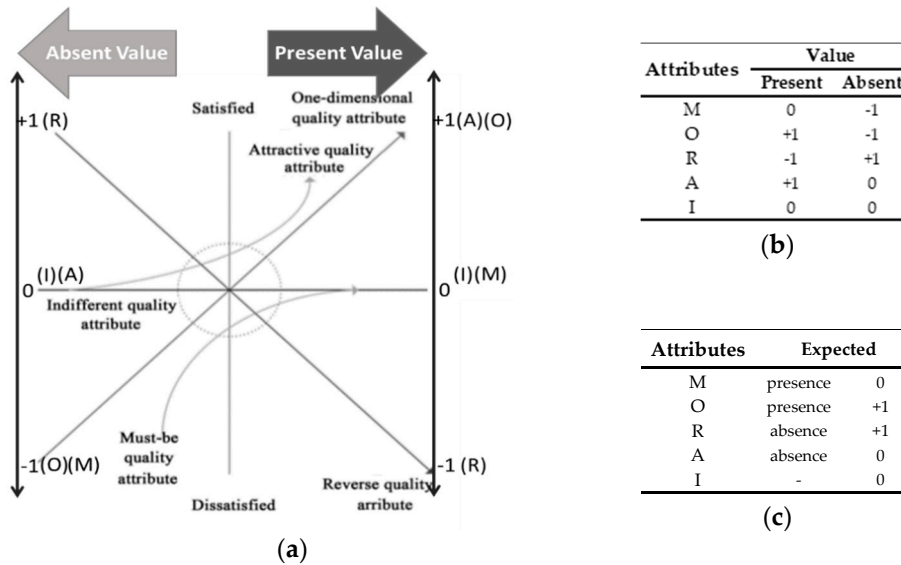 Absent Value
Present Value
+1 (R)
Satisfied
One-dimensional
quality attribute
+1(A)(O)
Attractive quality
attribute
0 (I)(A)
0 (I)(M)
Indifferent quality
attribute
Must-be
quality
attribute
-1(O)(M)
-1 (R)
Dissatisfied
Reverse quality
arribute
(a)
Attributes Value
Present Absent
M 0 -1
O +1 -1
R -1 +1
A +1 0
I 0 0
(b)
Attributes Expected
M presence 0
O presence +1
R absence +1
A absence 0
I - 0
(c)